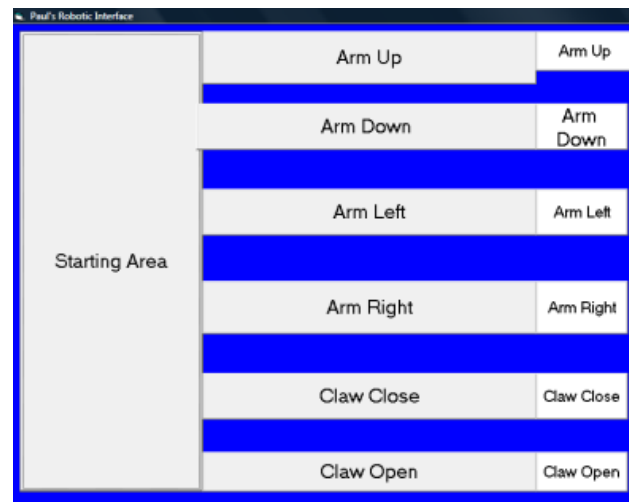 Paul's Robotic Interface
Arm Up
Arm Up
Arm Down
Arm
Down
Arm Left
Arm Left
Starting Area
Arm Right
Arm Right
Claw Close
Claw Close
Claw Open
Claw Open